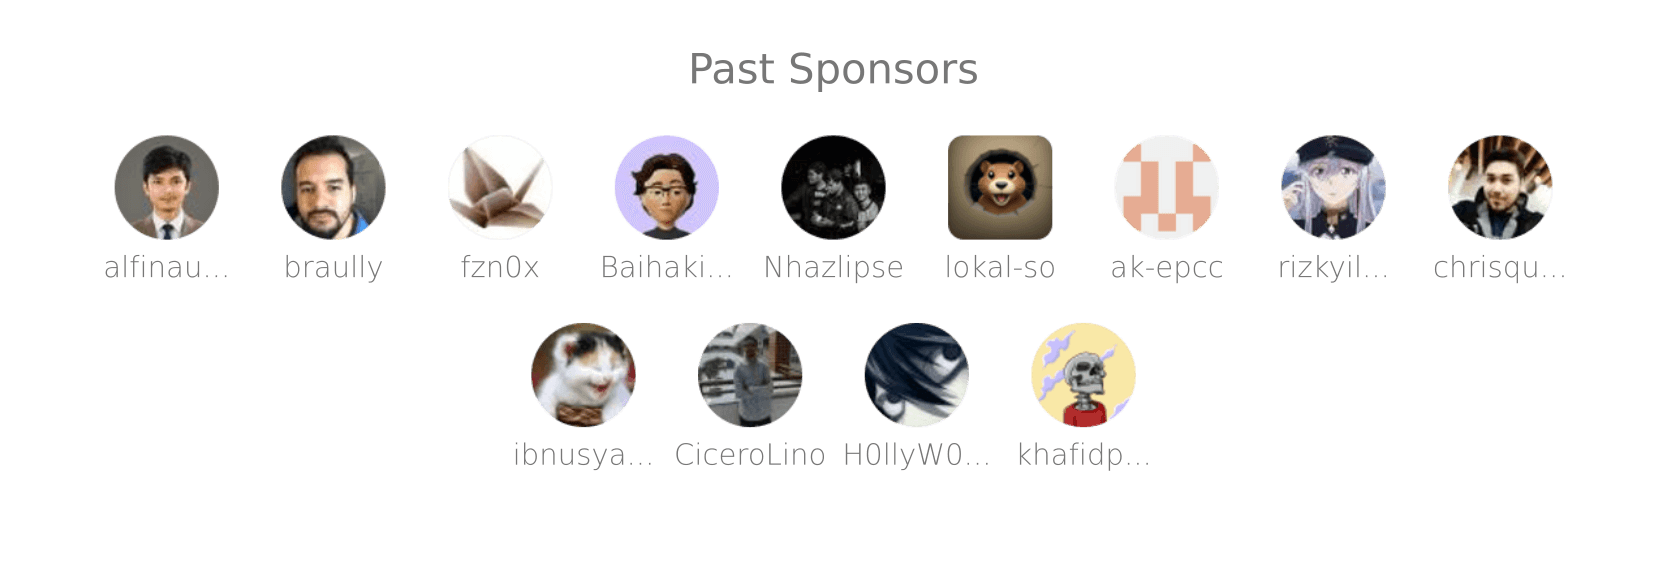 Past Sponsors
alfinau... braully fzn0x Baihaki... Nhazlipse lokal-so ak-epcc rizkyil... chrisqu...
ibnusya... CiceroLino H0llyW0... khafidp...